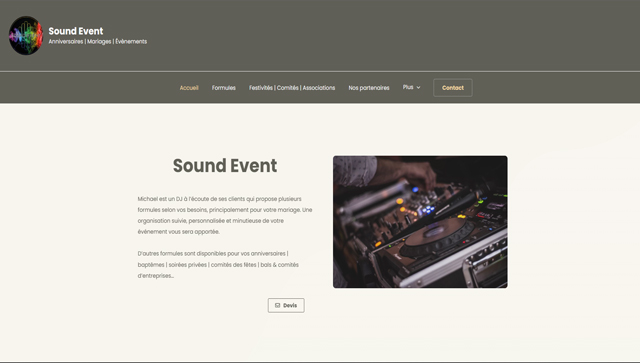 Sound Event
Anniversaires | Mariages | Événements
Accueil Formules Festivités | Comités | Associations Nos partenaires Plus Contact
Sound Event
Michael est un DJ à l'écoute de ses clients qui propose plusieurs
formules selon vos besoins, principalement pour votre mariage. Une
organisation suivie, personnalisée et minutieuse de votre
évènement vous sera apportée.
D'autres formules sont disponibles pour vos anniversaires |
baptêmes | soirées privées | comités des fêtes | bals & comités
d'entreprises...
Devis